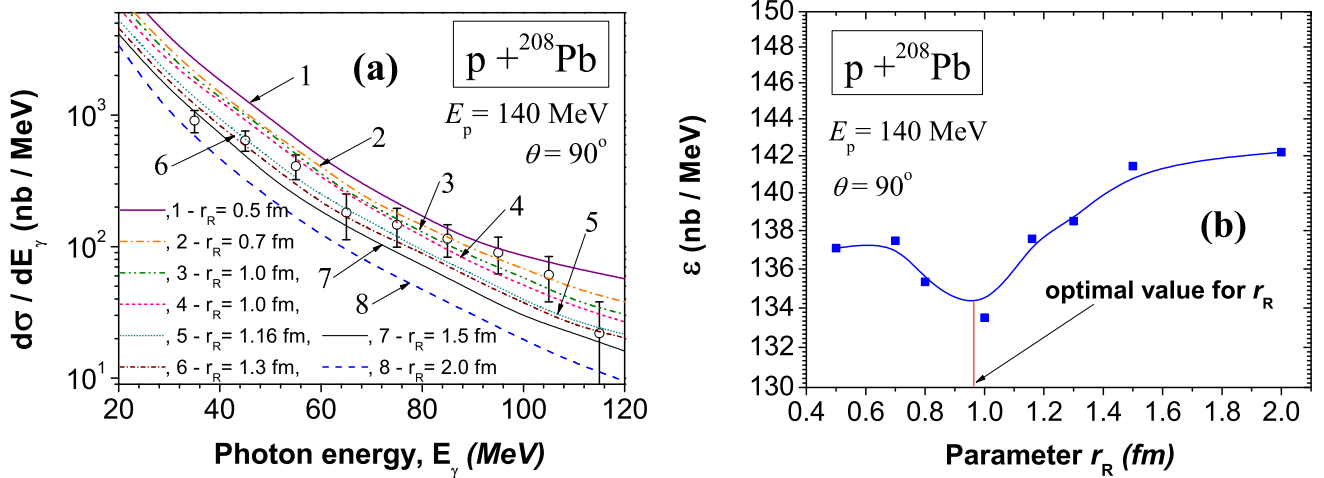 (a)
p + ²⁰⁸Pb
E_p = 140 MeV
θ = 90°
1
2
3
4
5
6
7
8
, 1 - r_R = 0.5 fm
, 2 - r_R = 0.7 fm
, 3 - r_R = 1.0 fm,
, 4 - r_R = 1.0 fm,
, 5 - r_R = 1.16 fm,
, 6 - r_R = 1.3 fm,
, 7 - r_R = 1.5 fm
, 8 - r_R = 2.0 fm
10³
10²
10¹
dσ / dE_γ (nb / MeV)
20 40 60 80 100 120
Photon energy, E_γ (MeV)
(b)
p + ²⁰⁸Pb
E_p = 140 MeV
θ = 90°
optimal value for r_R
150
148
146
144
142
140
138
136
134
132
130
ε (nb / MeV)
0.4 0.6 0.8 1.0 1.2 1.4 1.6 1.8 2.0
Parameter r_R (fm)